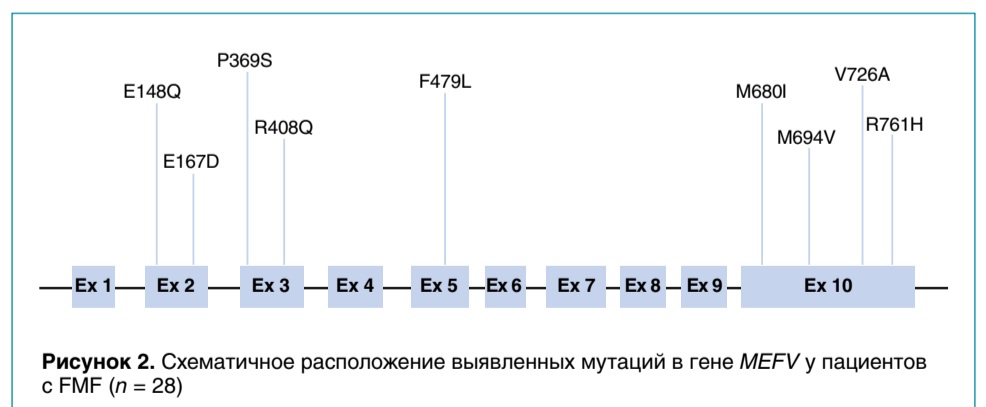 P369S
V726A
F479L
E148Q
M680I
R408Q
R761H
M694V
E167D
Ex 1 Ex 2 Ex 3 Ex 4 Ex 5 Ex 6 Ex 7 Ex 8 Ex 9 Ex 10
Рисунок 2. Схематичное расположение выявленных мутаций в гене MEFV у пациентов
с FMF (n = 28)